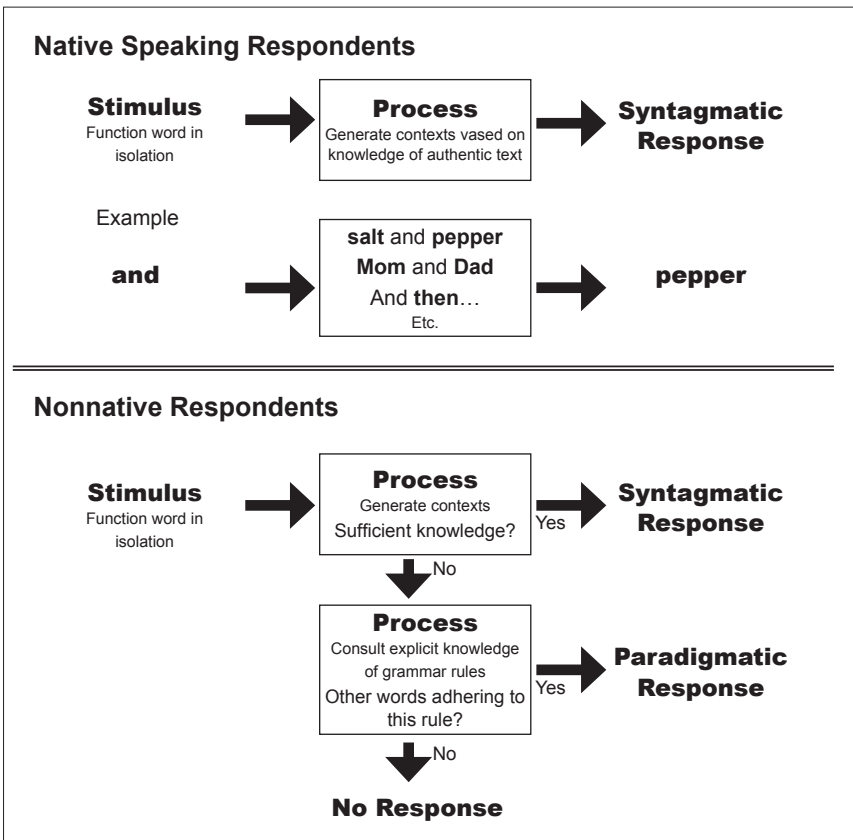 Native Speaking Respondents
Stimulus
Function word in
isolation
Process
Generate contexts vased on
knowledge of authentic text
Syntagmatic
Response
Example
and
salt and pepper
Mom and Dad
And then…
Etc.
pepper
Nonnative Respondents
Stimulus
Function word in
isolation
Process
Generate contexts
Sufficient knowledge?
Yes
Syntagmatic
Response
No
Process
Consult explicit knowledge
of grammar rules
Other words adhering to
this rule?
Yes
Paradigmatic
Response
No
No Response